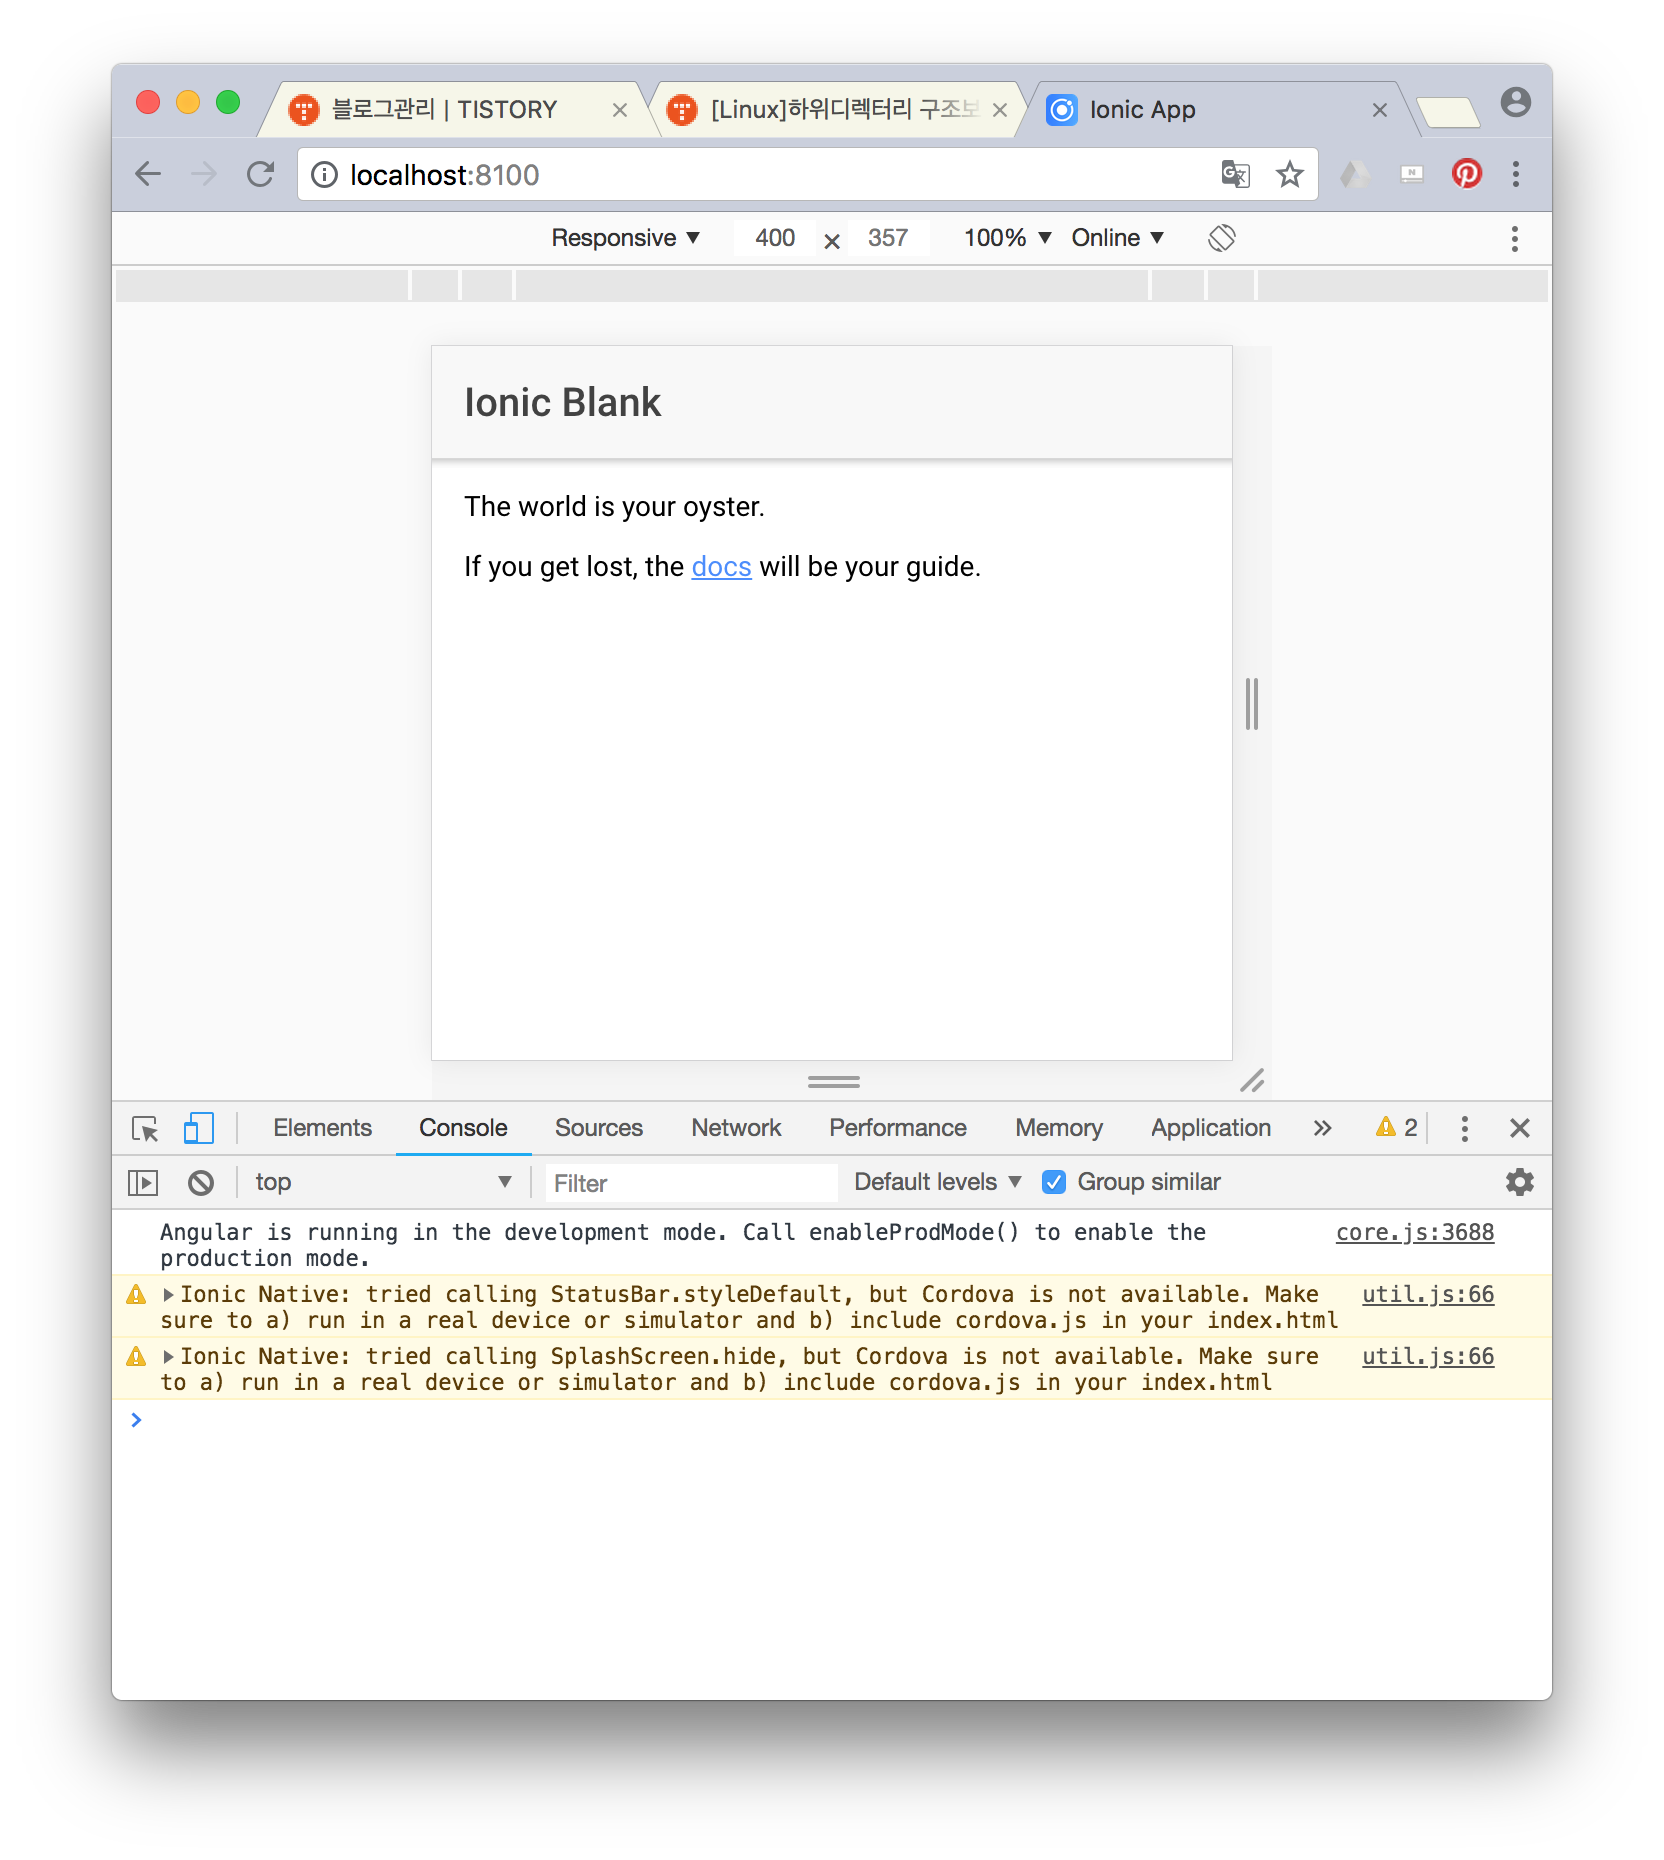 블로그관리 | TISTORY
[Linux]하위디렉터리 구조보
Ionic App
localhost:8100
Responsive ▼ 400 × 357 100% ▼ Online ▼
Ionic Blank
The world is your oyster.
If you get lost, the docs will be your guide.
Elements Console Sources Network Performance Memory Application » 2
top ▼ Filter Default levels ▼ Group similar
Angular is running in the development mode. Call enableProdMode() to enable the core.js:3688
production mode.
Ionic Native: tried calling StatusBar.styleDefault, but Cordova is not available. Make util.js:66
sure to a) run in a real device or simulator and b) include cordova.js in your index.html
Ionic Native: tried calling SplashScreen.hide, but Cordova is not available. Make sure util.js:66
to a) run in a real device or simulator and b) include cordova.js in your index.html